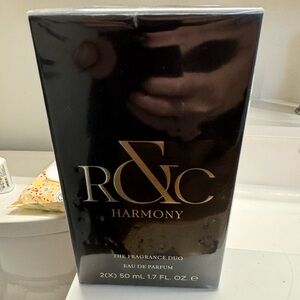 R&C
HARMONY
THE FRAGRANCE DUO
EAU DE PARFUM
2(X) 50 mL 1.7 FL. OZ. ℮